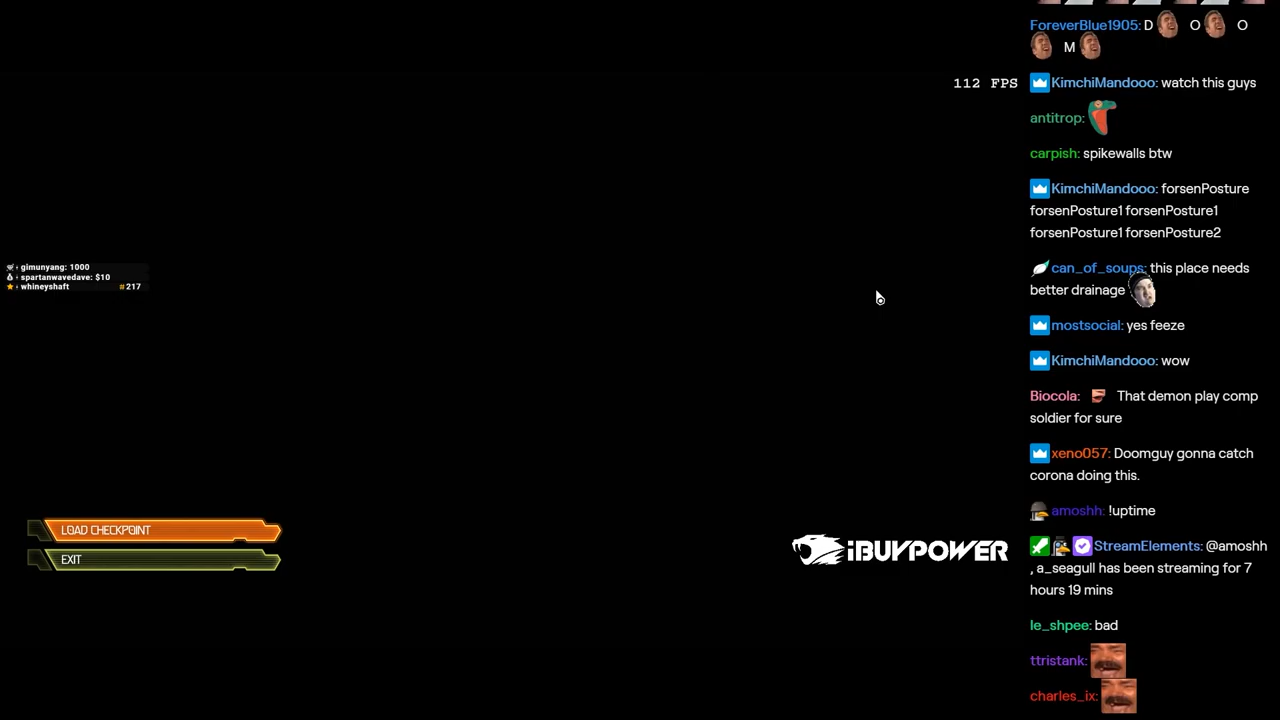 ForeverBlue1905: D O O
M
112 FPS
KimchiMandooo: watch this guys
antitrop:
carpish: spikewalls btw
KimchiMandooo: forsenPosture
forsenPosture1 forsenPosture1
forsenPosture1 forsenPosture2
gimunyang: 1000
spartanwavedave: $10
whineyshaft #217
can_of_soups: this place needs
better drainage
mostsocial: yes feeze
KimchiMandooo: wow
Biocola: That demon play comp
soldier for sure
xeno057: Doomguy gonna catch
corona doing this.
amoshh: !uptime
LOAD CHECKPOINT
EXIT
iBUYPOWER
StreamElements: @amoshh
, a_seagull has been streaming for 7
hours 19 mins
le_shpee: bad
ttristank:
charles_ix: